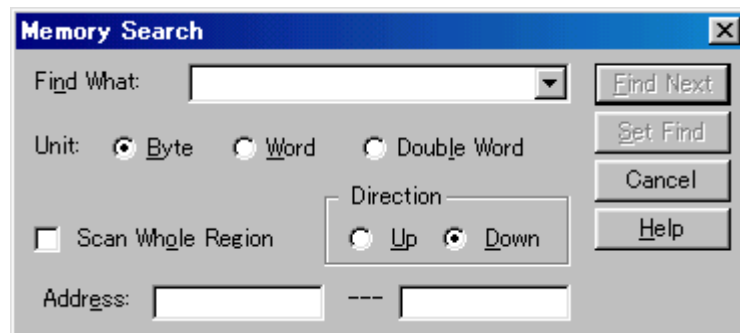 Memory Search
Find What:
Find Next
Unit: Byte Word Double Word
Set Find
Cancel
Direction
Scan Whole Region
Up Down
Help
Address: ---